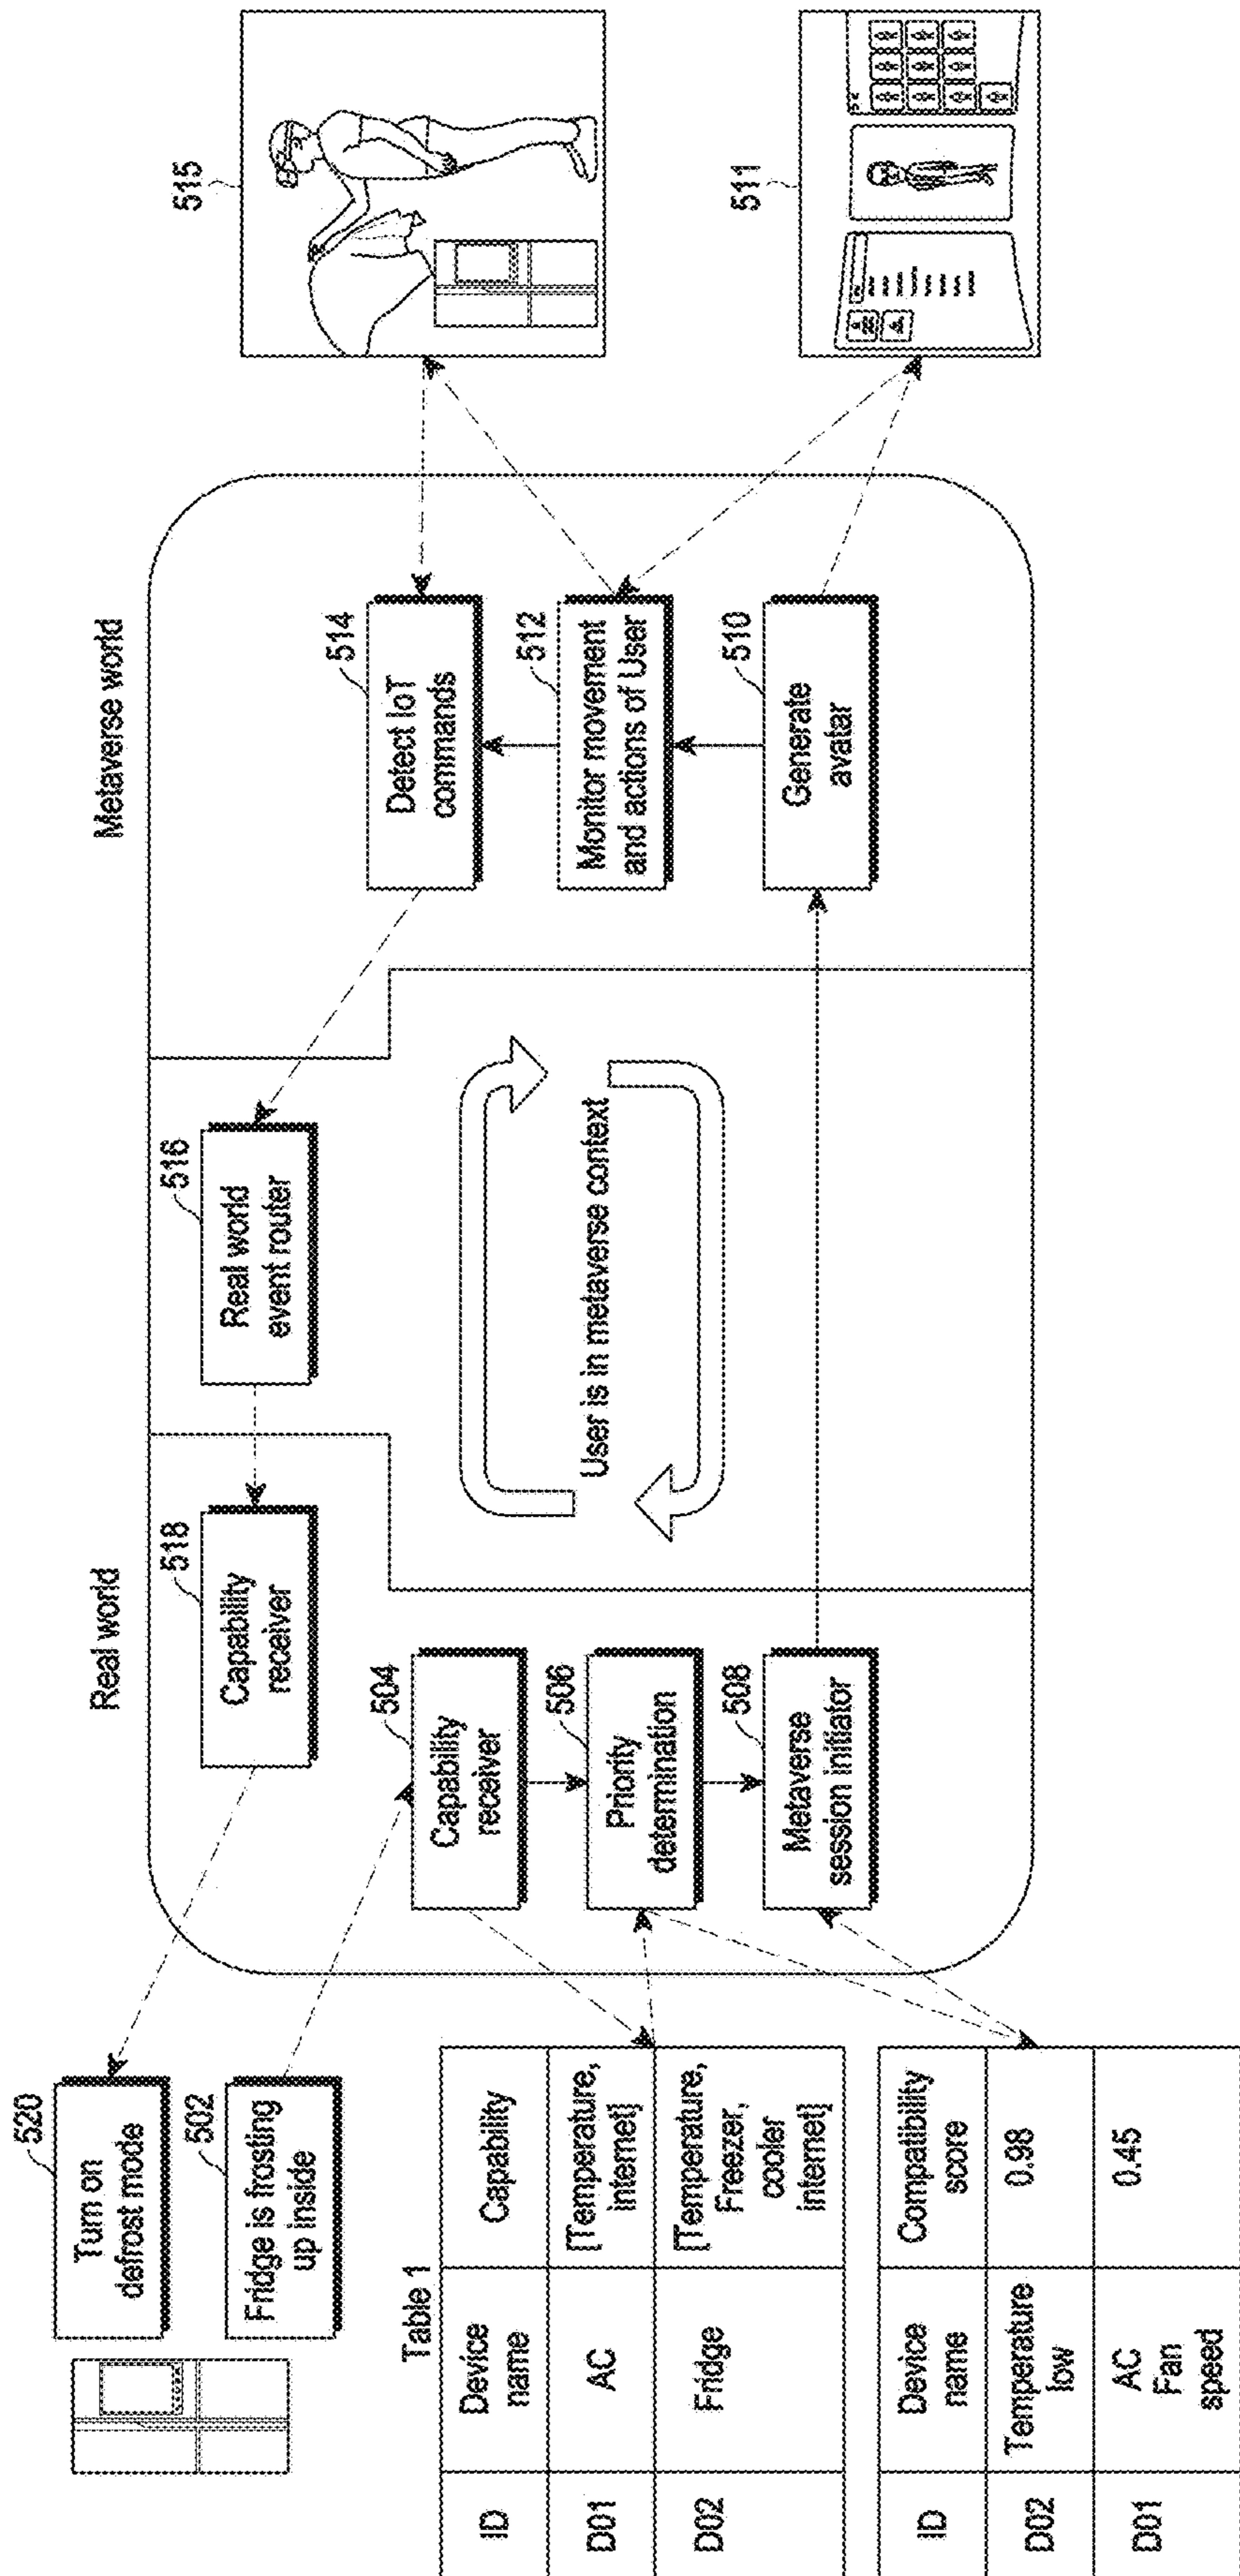 Real world
Metaverse world
520
Turn on
defrost mode
502
Fridge is frosting
up inside
518
Capability
receiver
516
Real world
event router
504
Capability
receiver
506
Priority
determination
508
Metaverse
session initiator
User is in metaverse context
514
Detect IoT
commands
512
Monitor movement
and actions of User
510
Generate
avatar
515
511
Table 1
ID
Device
name
Capability
D01
AC
[Temperature,
internet]
D02
Fridge
[Temperature,
Freezer,
cooler
internet]
ID
Device
name
Compatibility
score
D02
Temperature
low
0.98
D01
AC
Fan
speed
0.45